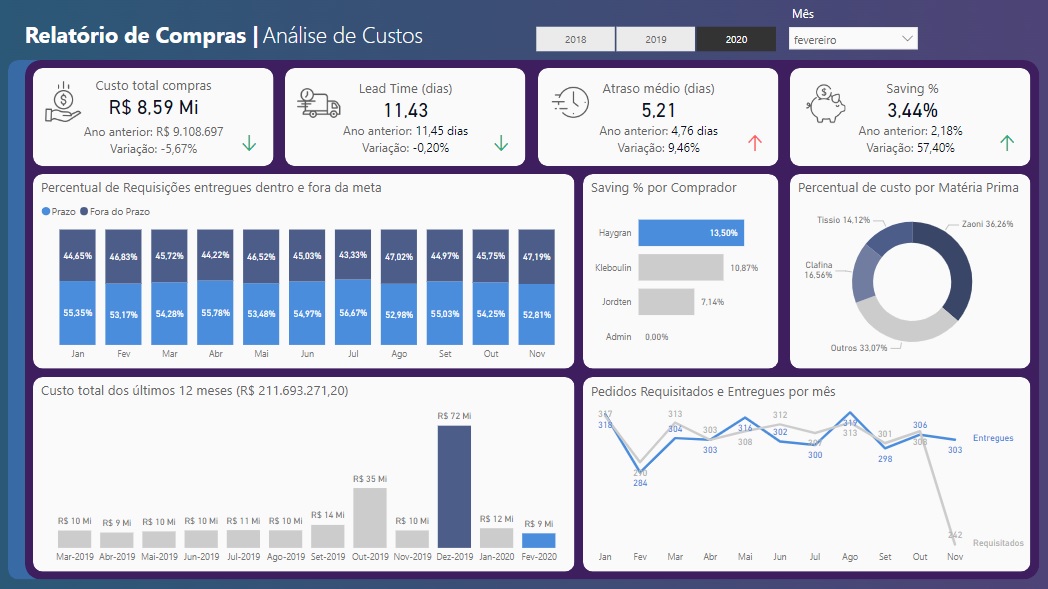 Relatório de Compras | Análise de Custos
2018
2019
2020
Mês
fevereiro
Custo total compras
R$ 8,59 Mi
Ano anterior: R$ 9.108.697
Variação: -5,67%
Lead Time (dias)
11,43
Ano anterior: 11,45 dias
Variação: -0,20%
Atraso médio (dias)
5,21
Ano anterior: 4,76 dias
Variação: 9,46%
Saving %
3,44%
Ano anterior: 2,18%
Variação: 57,40%
Percentual de Requisições entregues dentro e fora da meta
Prazo Fora do Prazo
44,65% 46,83% 45,72% 44,22% 46,52% 45,03% 43,33% 47,02% 44,97% 45,75% 47,19%
55,35% 53,17% 54,28% 55,78% 53,48% 54,97% 56,67% 52,98% 55,03% 54,25% 52,81%
Jan Fev Mar Abr Mai Jun Jul Ago Set Out Nov
Saving % por Comprador
Haygran 13,50%
Kleboulin 10,87%
Jordten 7,14%
Admin 0,00%
Percentual de custo por Matéria Prima
Tissio 14,12%
Zaoni 36,26%
Clafina
16,56%
Outros 33,07%
Custo total dos últimos 12 meses (R$ 211.693.271,20)
R$ 10 Mi R$ 9 Mi R$ 10 Mi R$ 10 Mi R$ 11 Mi R$ 10 Mi R$ 14 Mi R$ 35 Mi R$ 10 Mi R$ 72 Mi R$ 12 Mi R$ 9 Mi
Mar-2019 Abr-2019 Mai-2019 Jun-2019 Jul-2019 Ago-2019 Set-2019 Out-2019 Nov-2019 Dez-2019 Jan-2020 Fev-2020
Pedidos Requisitados e Entregues por mês
317 313 303 308 312 313 301 242
318 284 304 303 316 302 300 319 298 306 303
Entregues
Requisitados
Jan Fev Mar Abr Mai Jun Jul Ago Set Out Nov